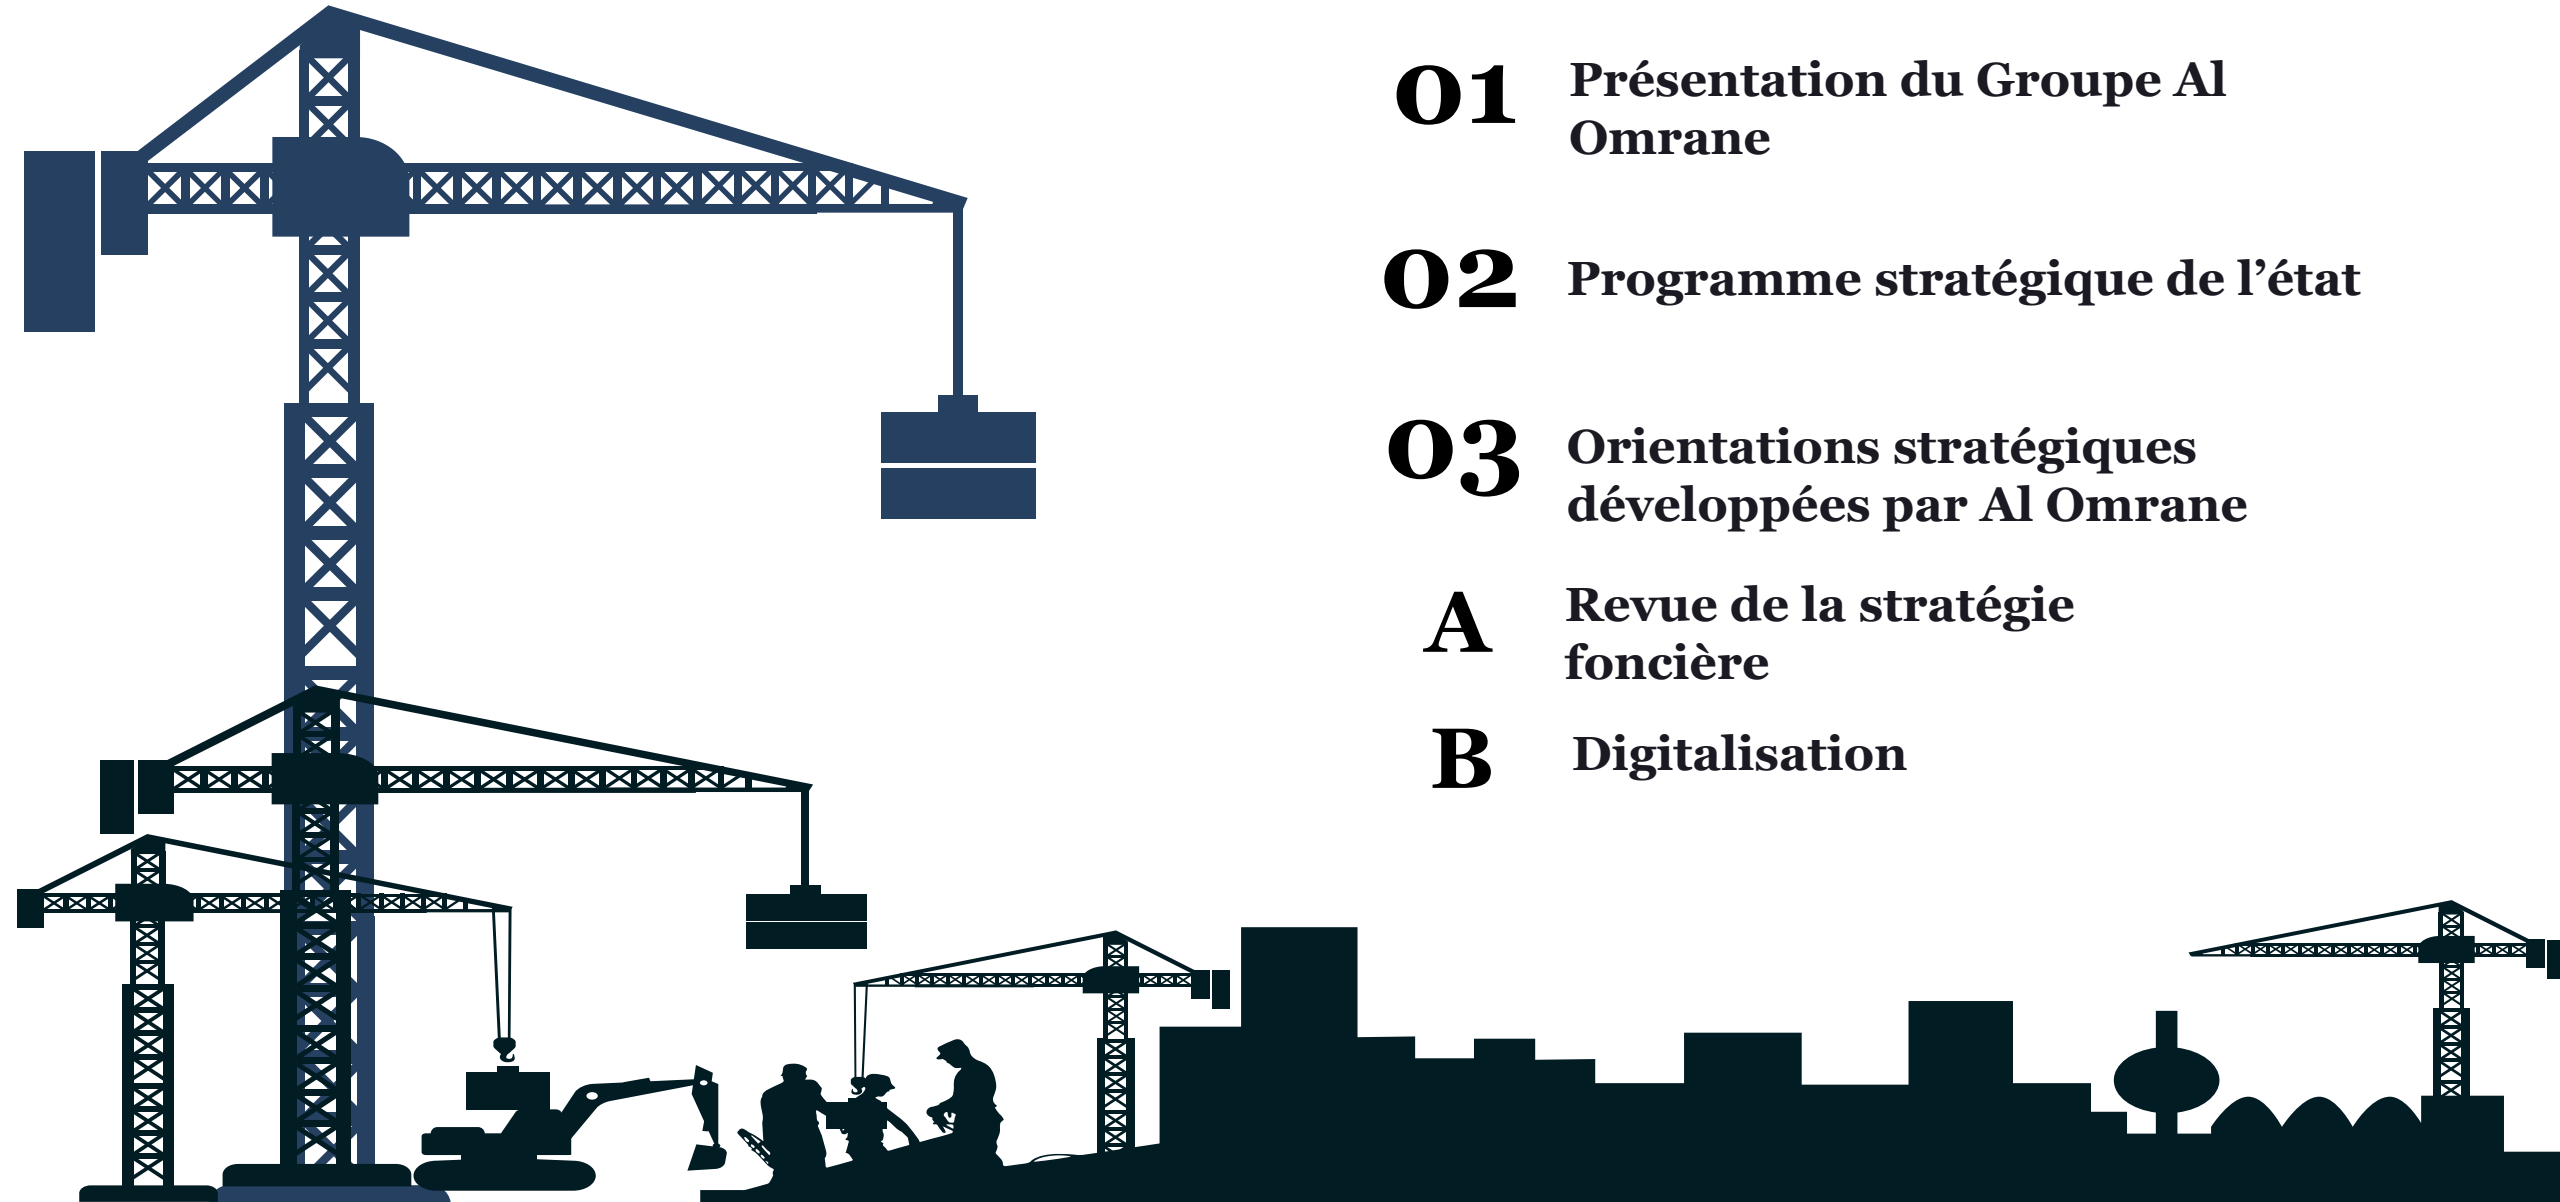 01 Présentation du Groupe Al
Omrane
02 Programme stratégique de l’état
03 Orientations stratégiques
développées par Al Omrane
A Revue de la stratégie
foncière
B Digitalisation